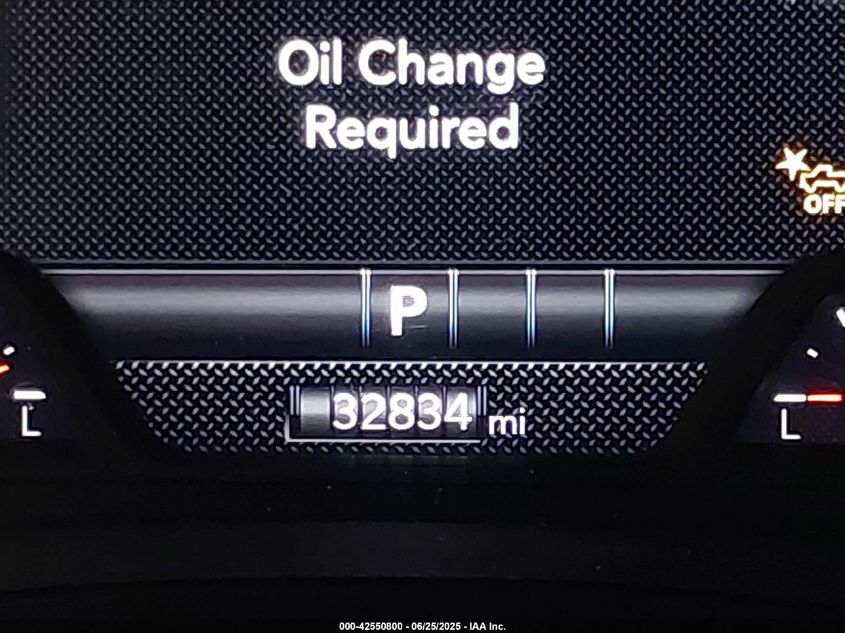 Oil Change
Required
OFF
P
32834 mi
L
L
000-42550800 - 06/25/2025 - IAA Inc.